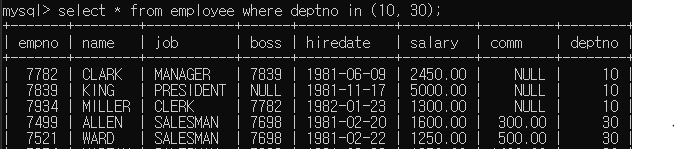 mysql> select * from employee where deptno in (10, 30);
| empno | name | job | boss | hiredate | salary | comm | deptno |
| 7782 | CLARK | MANAGER | 7839 | 1981-06-09 | 2450.00 | NULL | 10 |
| 7839 | KING | PRESIDENT | NULL | 1981-11-17 | 5000.00 | NULL | 10 |
| 7934 | MILLER | CLERK | 7782 | 1982-01-23 | 1300.00 | NULL | 10 |
| 7499 | ALLEN | SALESMAN | 7698 | 1981-02-20 | 1600.00 | 300.00 | 30 |
| 7521 | WARD | SALESMAN | 7698 | 1981-02-22 | 1250.00 | 500.00 | 30 |